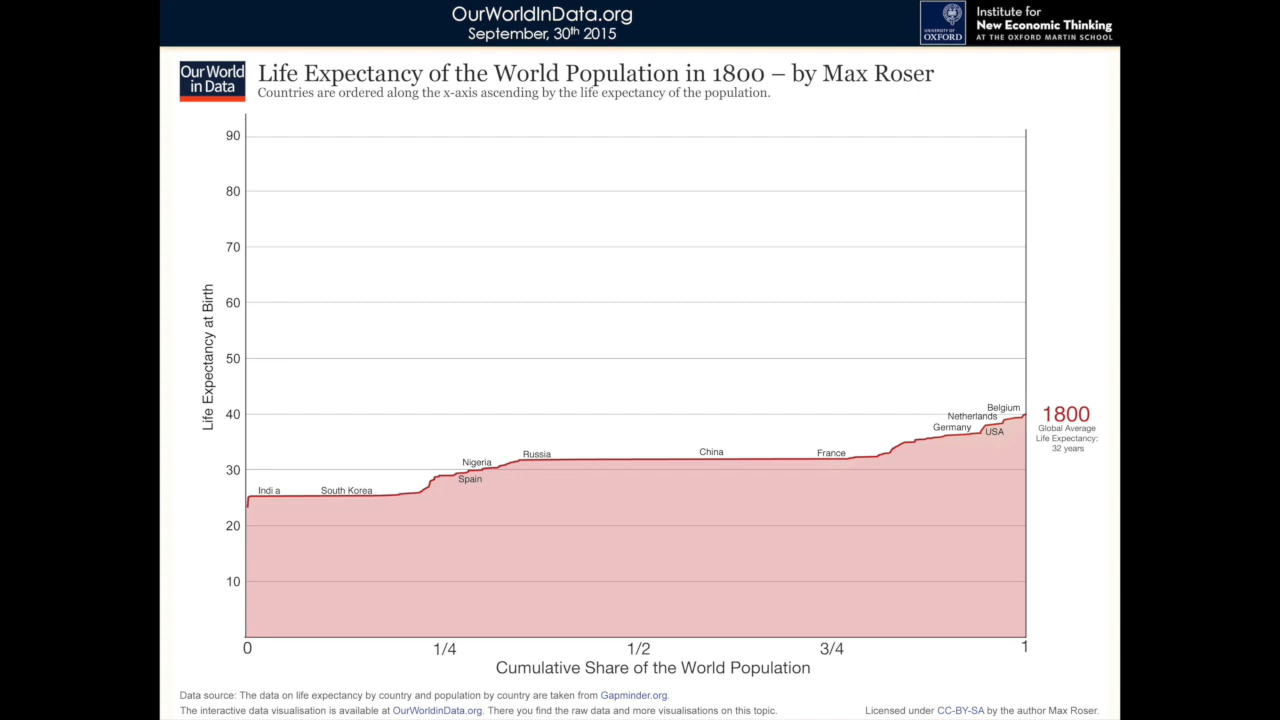 OurWorldInData.org
September, 30th 2015
UNIVERSITY OF
OXFORD
Institute for
New Economic Thinking
AT THE OXFORD MARTIN SCHOOL
Our World
in Data
Life Expectancy of the World Population in 1800 – by Max Roser
Countries are ordered along the x-axis ascending by the life expectancy of the population.
Life Expectancy at Birth
90
80
70
60
50
40
30
20
10
Indi a
South Korea
Nigeria
Spain
Russia
China
France
Germany
Netherlands
USA
Belgium
1800
Global Average
Life Expectancy:
32 years
0
1/4
1/2
3/4
1
Cumulative Share of the World Population
Data source: The data on life expectancy by country and population by country are taken from Gapminder.org.
The interactive data visualisation is available at OurWorldInData.org. There you find the raw data and more visualisations on this topic.
Licensed under CC-BY-SA by the author Max Roser.